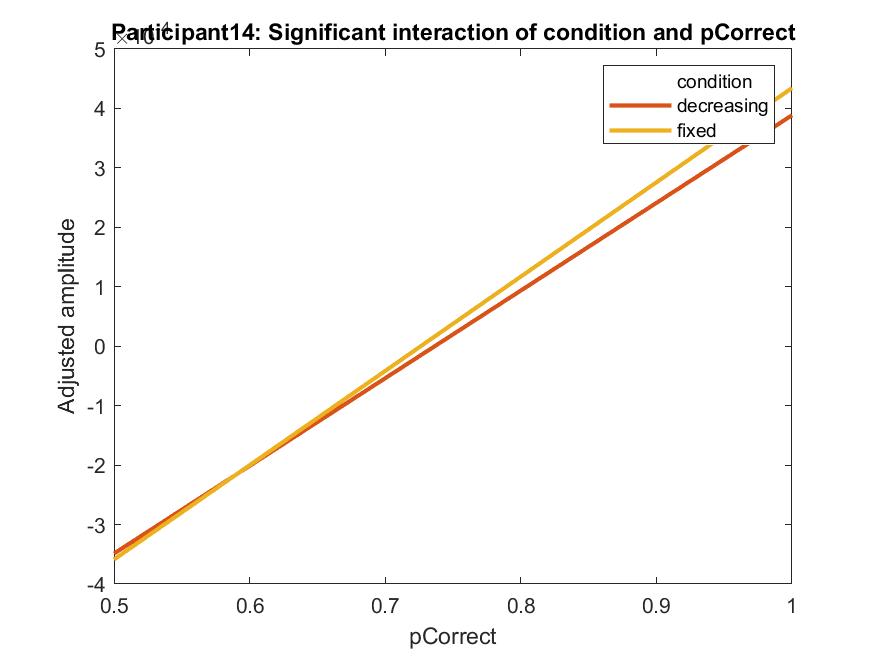 Participant14: Significant interaction of condition and pCorrect
5
4
3
2
1
0
-1
-2
-3
-4
Adjusted amplitude
condition
decreasing
fixed
0.5 0.6 0.7 0.8 0.9 1
pCorrect